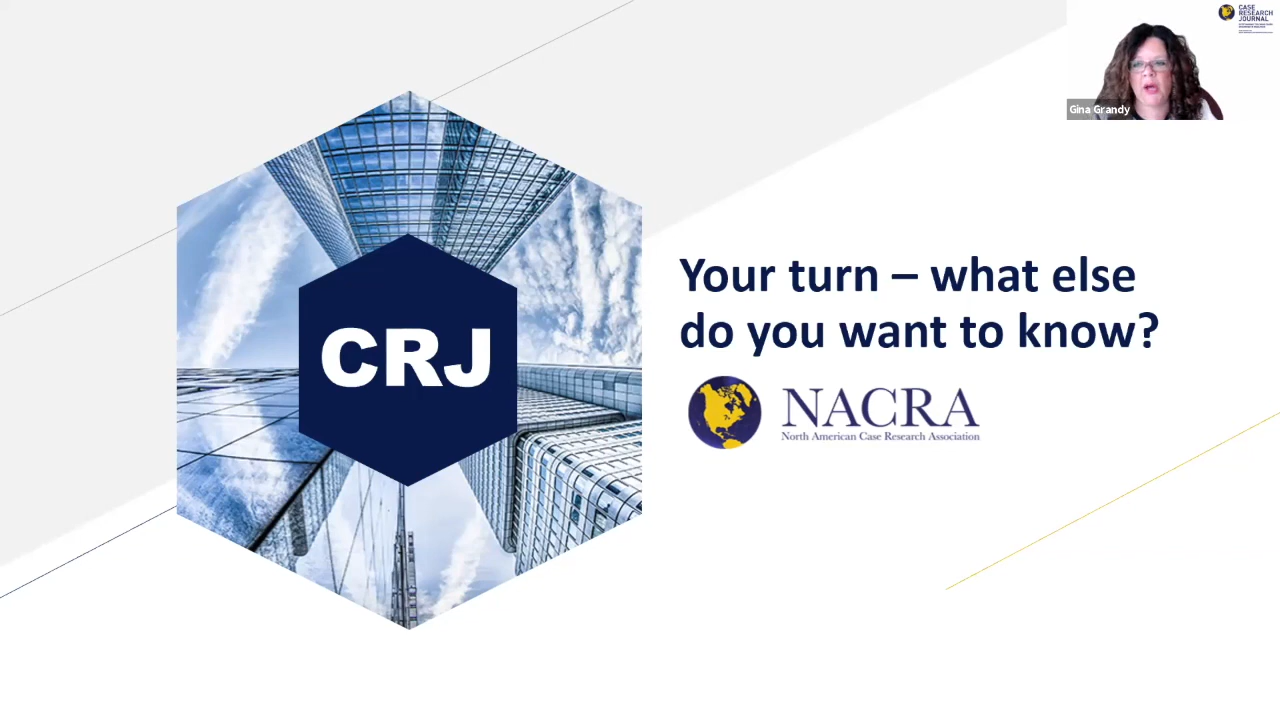 CASE
RESEARCH
JOURNAL
Gina Grandy
CRJ
Your turn – what else
do you want to know?
NACRA
North American Case Research Association